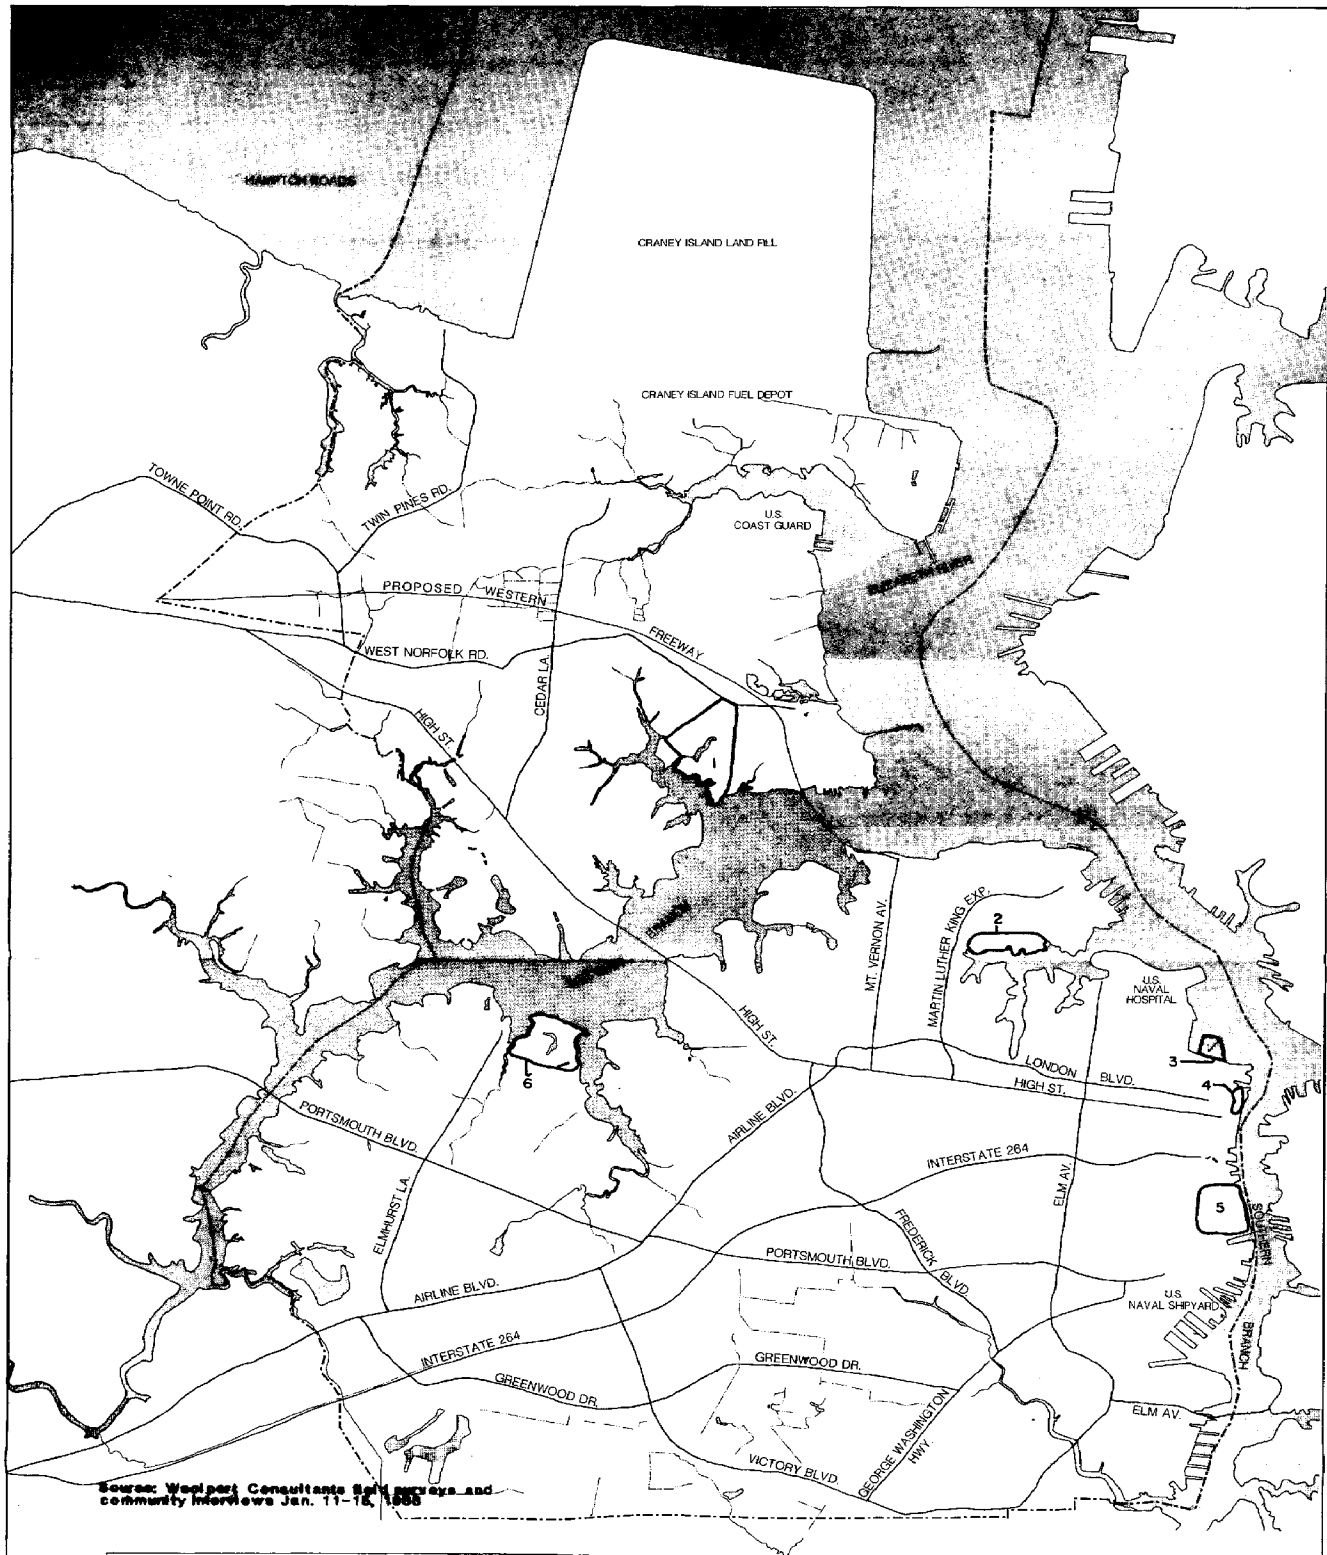 HAMPTON ROADS
CRANEY ISLAND LAND FILL
CRANEY ISLAND FUEL DEPOT
TOWNE POINT RD.
TWIN PINES RD.
U.S.
COAST GUARD
ELIZABETH RIVER
PROPOSED WESTERN
FREEWAY
WEST NORFOLK RD.
CEDAR LA.
HIGH ST.
1
MT. VERNON AV.
MARTIN LUTHER KING EXP.
2
U.S.
NAVAL
HOSPITAL
HIGH ST.
3
LONDON BLVD.
HIGH ST.
4
6
PORTSMOUTH BLVD.
AIRLINE BLVD.
INTERSTATE 264
ELM AV.
ELMHURST LA.
FREDERICK BLVD.
5
SOUTHERN
BRANCH
PORTSMOUTH BLVD.
AIRLINE BLVD.
U.S.
NAVAL SHIPYARD
INTERSTATE 264
GREENWOOD DR.
GREENWOOD DR.
ELM AV.
GEORGE WASHINGTON
HWY.
VICTORY BLVD.
Source: Woolpert Consultants field surveys and
community interviews Jan. 11-15,